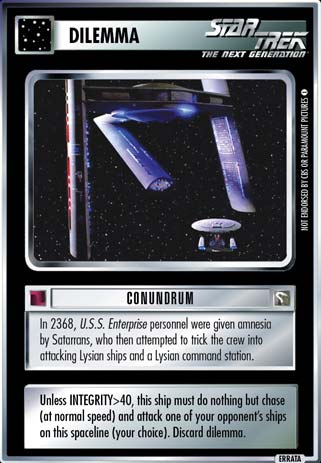 DILEMMA
STAR TREK
THE NEXT GENERATION
NOT ENDORSED BY CBS OR PARAMOUNT PICTURES
CONUNDRUM
In 2368, U.S.S. Enterprise personnel were given amnesia
by Satarrans, who then attempted to trick the crew into
attacking Lysian ships and a Lysian command station.
Unless INTEGRITY>40, this ship must do nothing but chase
(at normal speed) and attack one of your opponent's ships
on this spaceline (your choice). Discard dilemma.
ERRATA